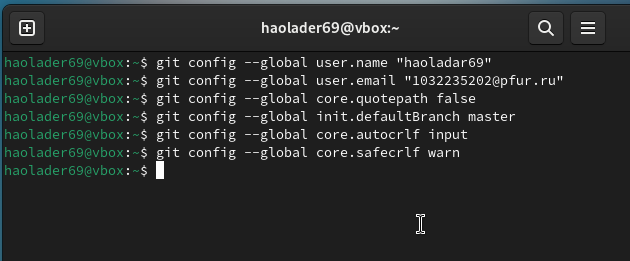 haolader69@vbox:~
haolader69@vbox:~$ git config --global user.name "haoladar69"
haolader69@vbox:~$ git config --global user.email "1032235202@pfur.ru"
haolader69@vbox:~$ git config --global core.quotepath false
haolader69@vbox:~$ git config --global init.defaultBranch master
haolader69@vbox:~$ git config --global core.autocrlf input
haolader69@vbox:~$ git config --global core.safecrlf warn
haolader69@vbox:~$